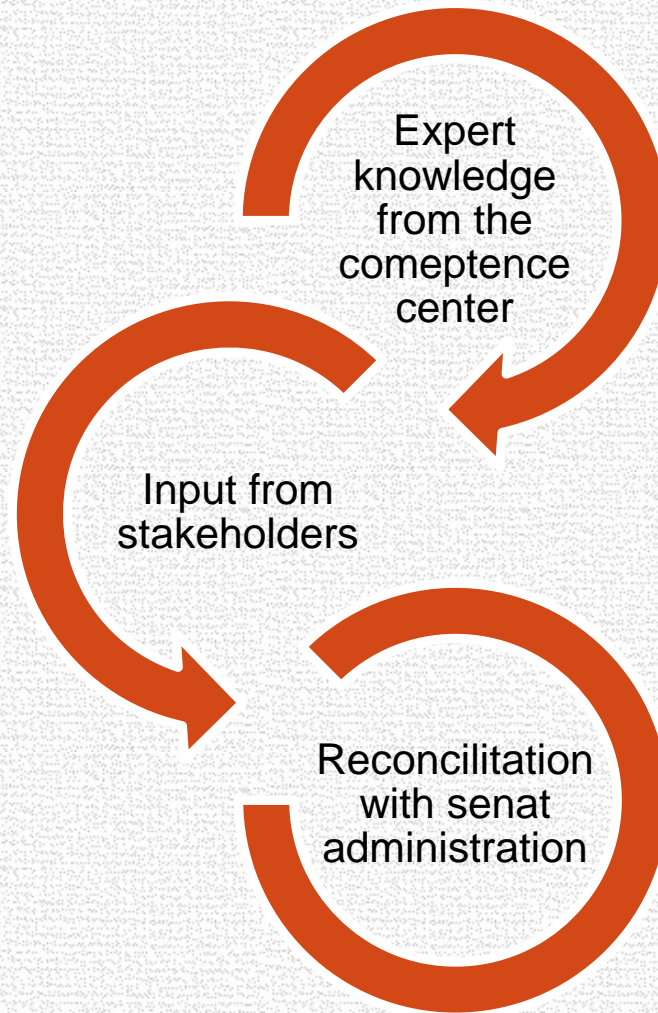 Expert
knowledge
from the
comeptence
center
Input from
stakeholders
Reconcilitation
with senat
administration